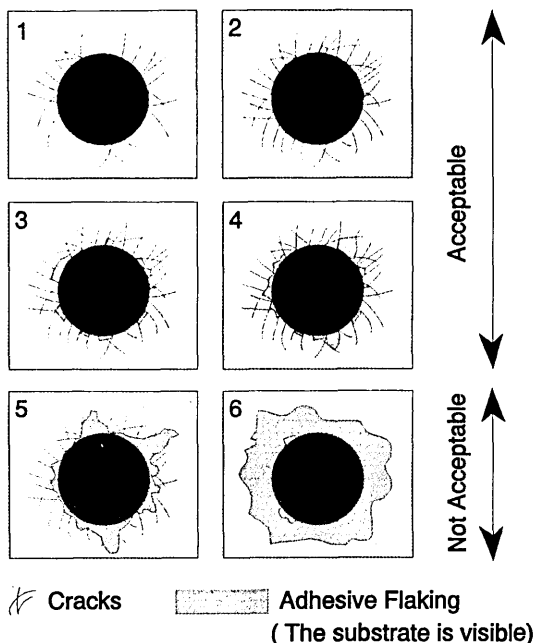 1
2
3
4
Acceptable
5
6
Not Acceptable
Cracks
Adhesive Flaking
( The substrate is visible)